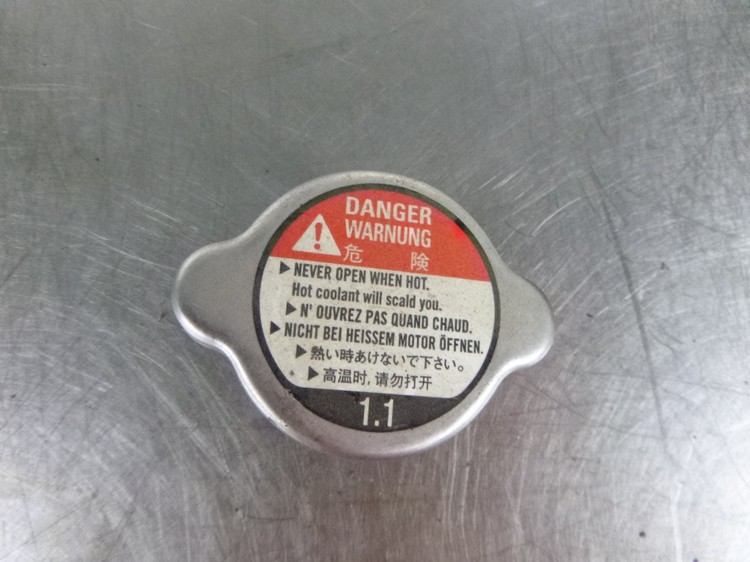 DANGER
WARNUNG
危 険
▶ NEVER OPEN WHEN HOT.
Hot coolant will scald you.
▶ N' OUVREZ PAS QUAND CHAUD.
▶ NICHT BEI HEISSEM MOTOR ÖFFNEN.
▶ 熱い時あけないで下さい。
▶ 高温时, 请勿打开
1.1